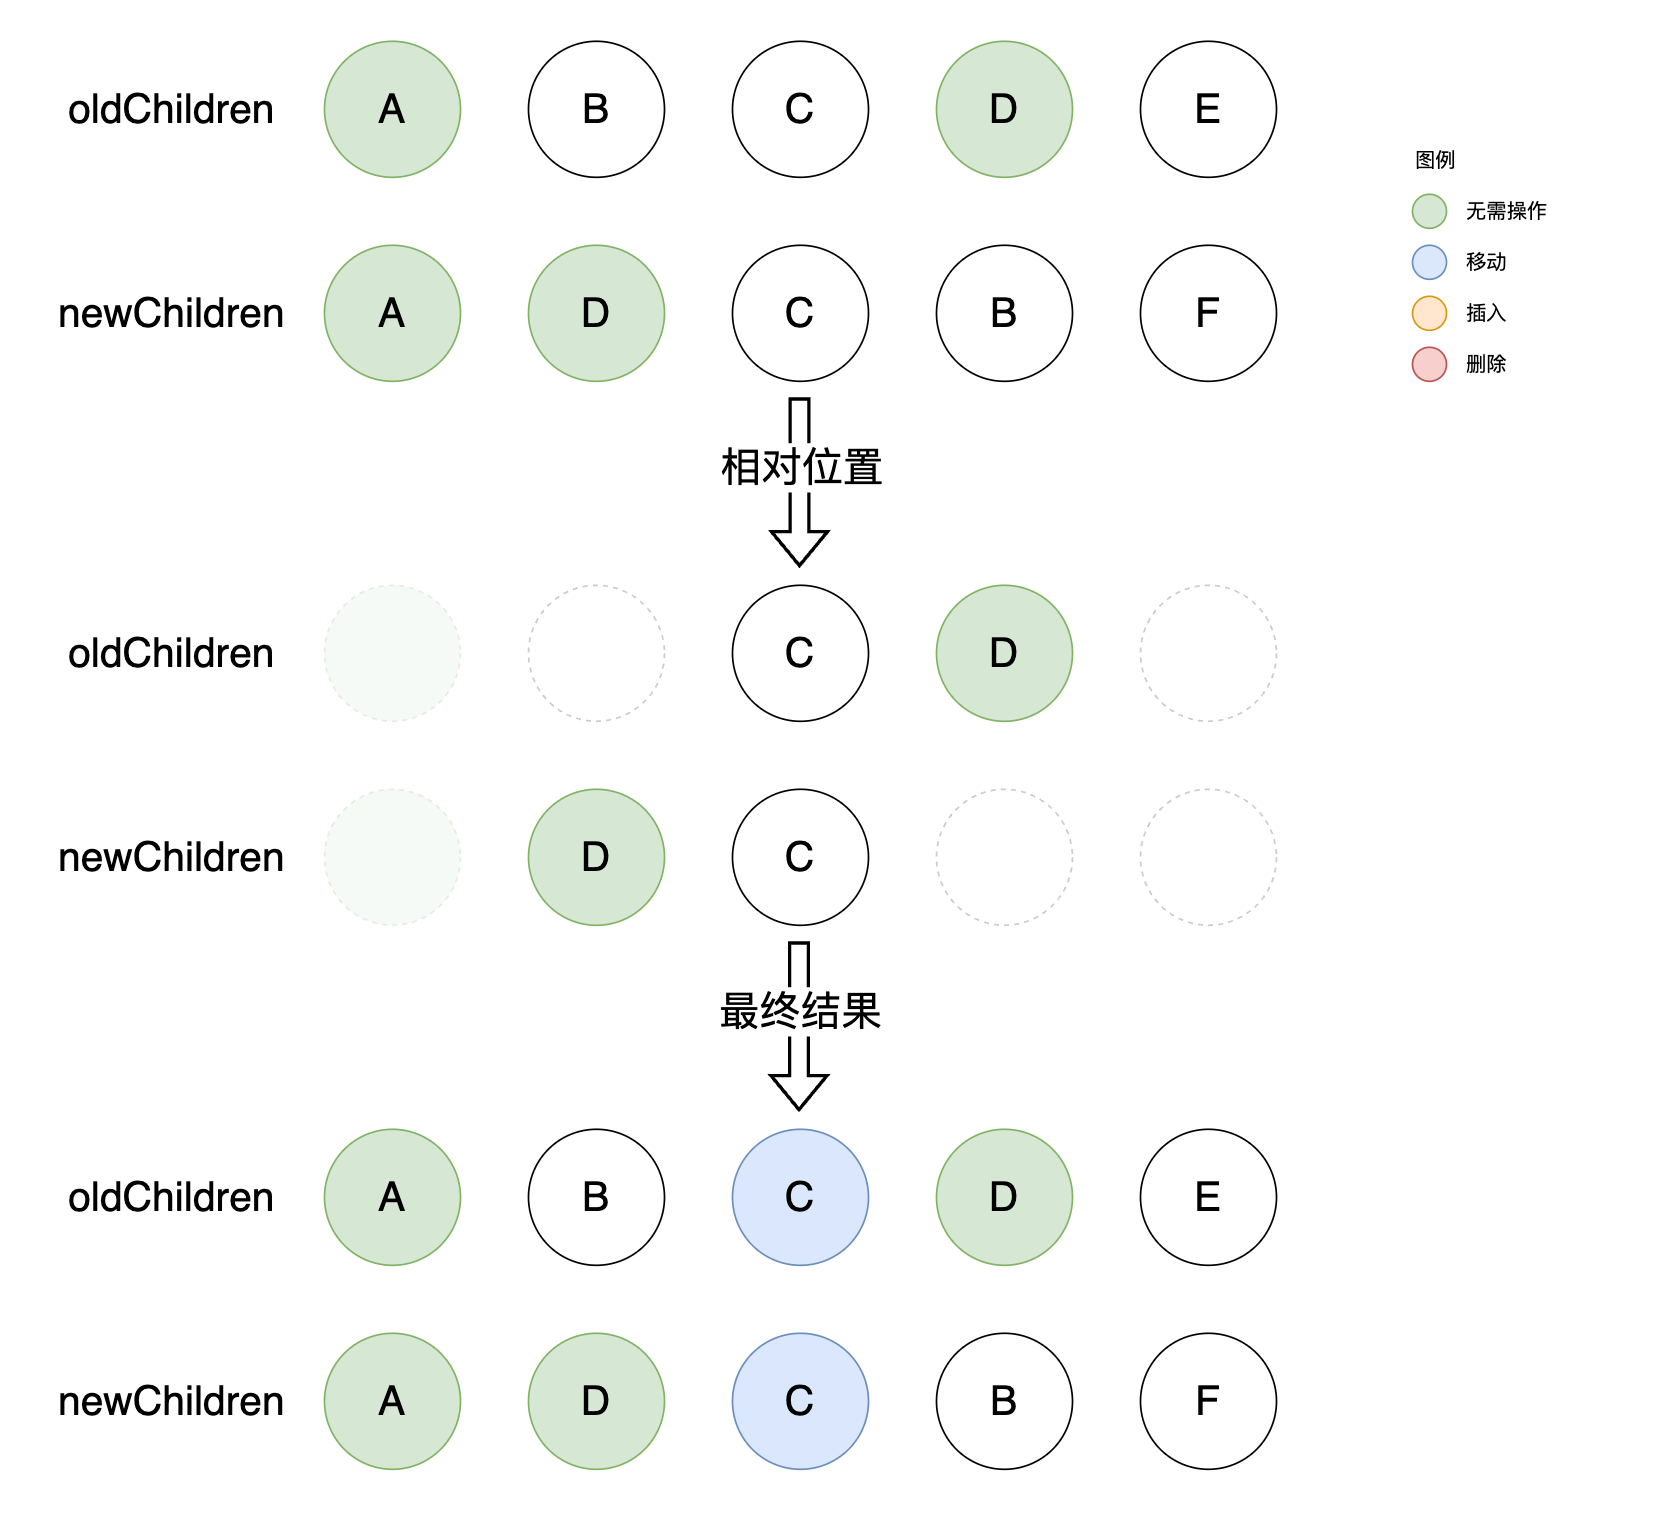 oldChildren A B C D E
图例
无需操作
newChildren A D C B F
移动
插入
删除
相对位置
oldChildren C D
newChildren D C
最终结果
oldChildren A B C D E
newChildren A D C B F